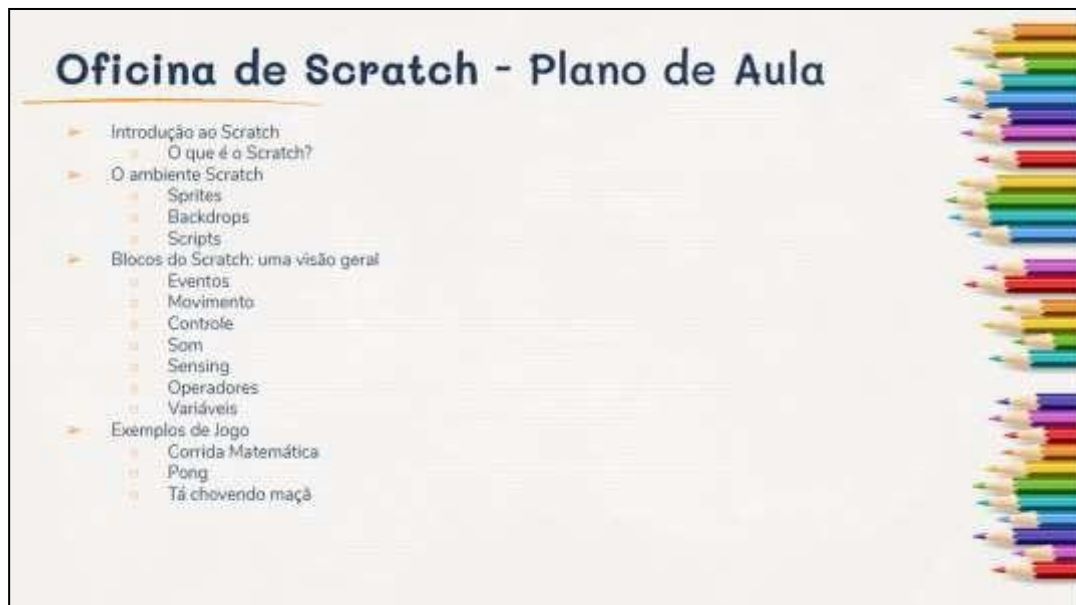 Oficina de Scratch - Plano de Aula
Introdução ao Scratch
O que é o Scratch?
O ambiente Scratch
Sprites
Backdrops
Scripts
Blocos do Scratch: uma visão geral
Eventos
Movimento
Controle
Som
Sensing
Operadores
Variáveis
Exemplos de Jogo
Corrida Matemática
Pong
Tá chovendo maçã